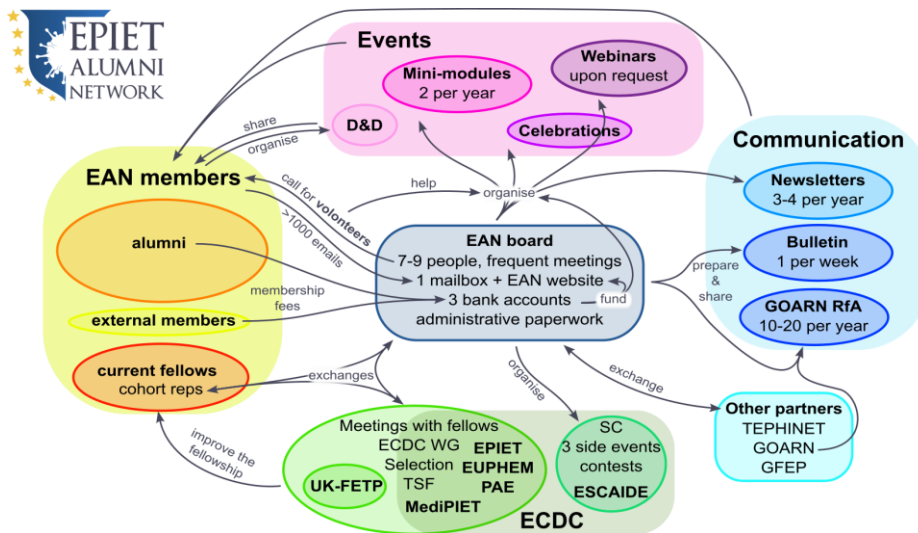 EPIET
ALUMNI
NETWORK
Events
Mini-modules
2 per year
Webinars
upon request
D&D
Celebrations
share
organise
EAN members
alumni
external members
current fellows
cohort reps
call for volonteers
>1000 emails
help
organise
membership
fees
EAN board
7-9 people, frequent meetings
1 mailbox + EAN website
3 bank accounts
fund
administrative paperwork
Communication
Newsletters
3-4 per year
Bulletin
1 per week
GOARN RfA
10-20 per year
prepare
&
share
exchanges
organise
exchange
improve the
fellowship
Meetings with fellows
ECDC WG
Selection
TSF
UK-FETP
EPIET
EUPHEM
PAE
MediPIET
SC
3 side events
contests
ESCAIDE
ECDC
Other partners
TEPHINET
GOARN
GFEP